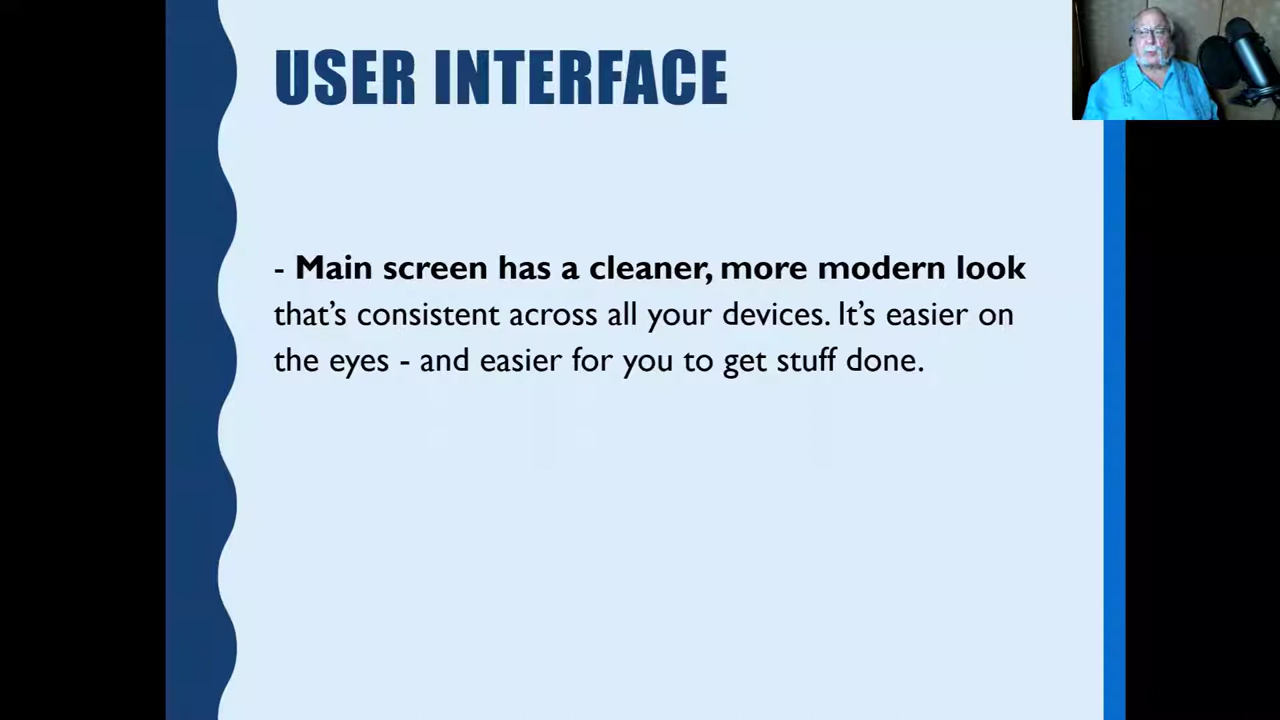 USER INTERFACE
- Main screen has a cleaner, more modern look
that’s consistent across all your devices. It’s easier on
the eyes - and easier for you to get stuff done.